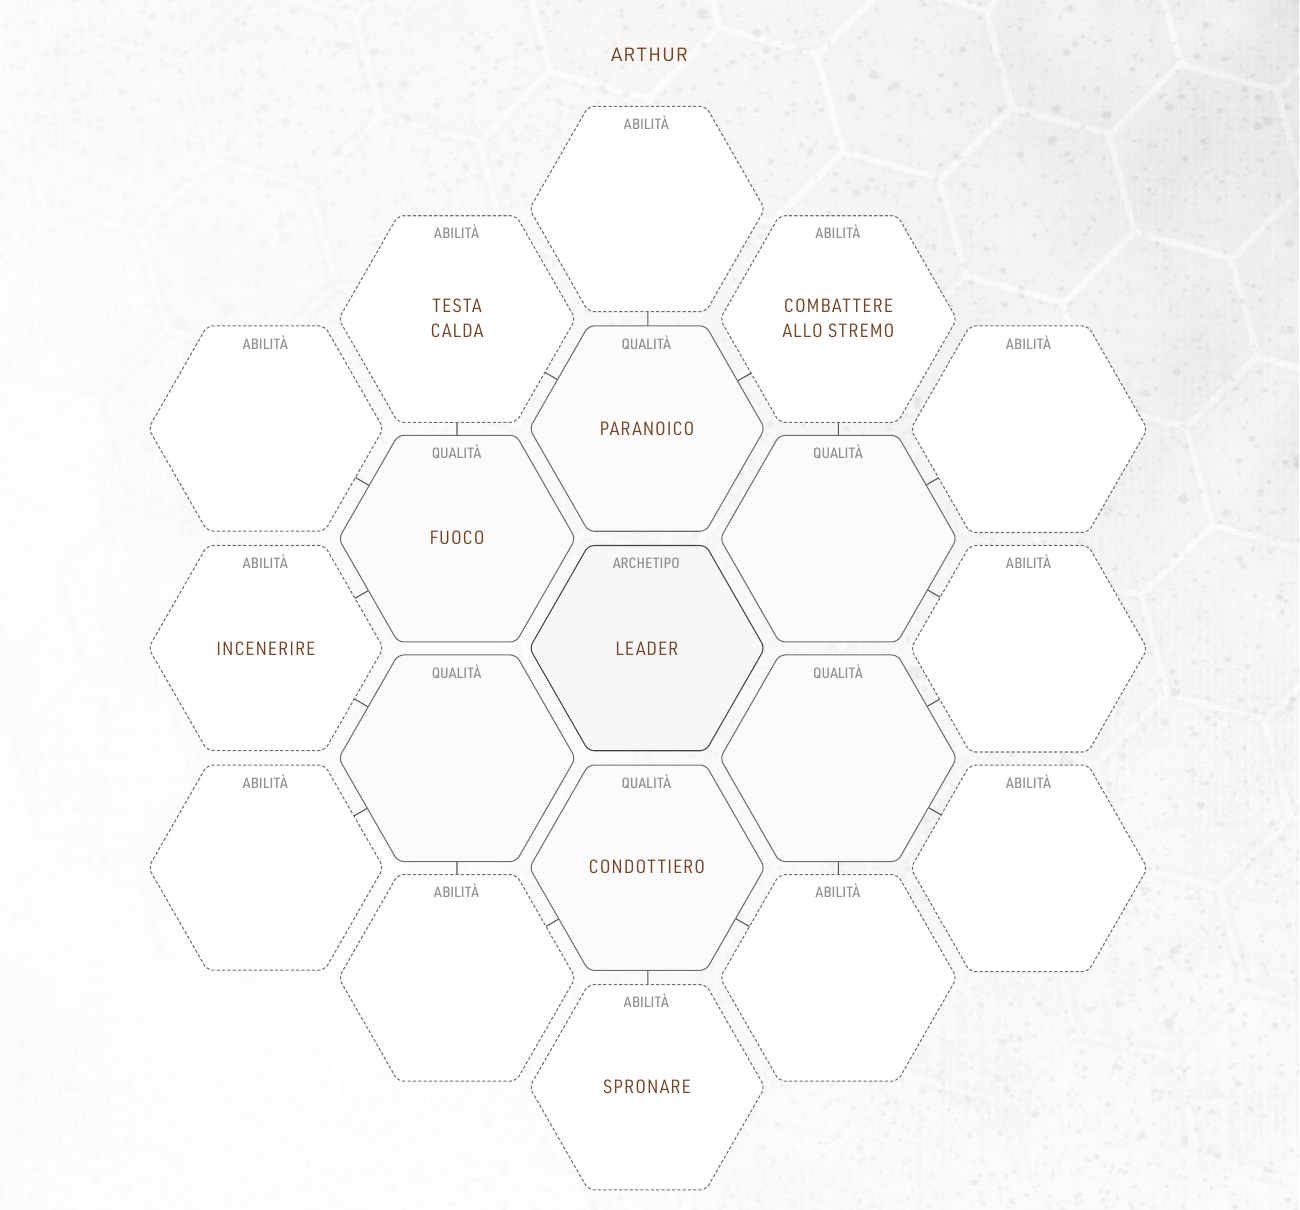 ARTHUR
ABILITÀ
ABILITÀ
TESTA
CALDA
ABILITÀ
COMBATTERE
ALLO STREMO
ABILITÀ
QUALITÀ
PARANOICO
ABILITÀ
QUALITÀ
FUOCO
QUALITÀ
ABILITÀ
INCENERIRE
ARCHETIPO
LEADER
ABILITÀ
QUALITÀ
QUALITÀ
ABILITÀ
QUALITÀ
CONDOTTIERO
ABILITÀ
ABILITÀ
ABILITÀ
ABILITÀ
SPRONARE